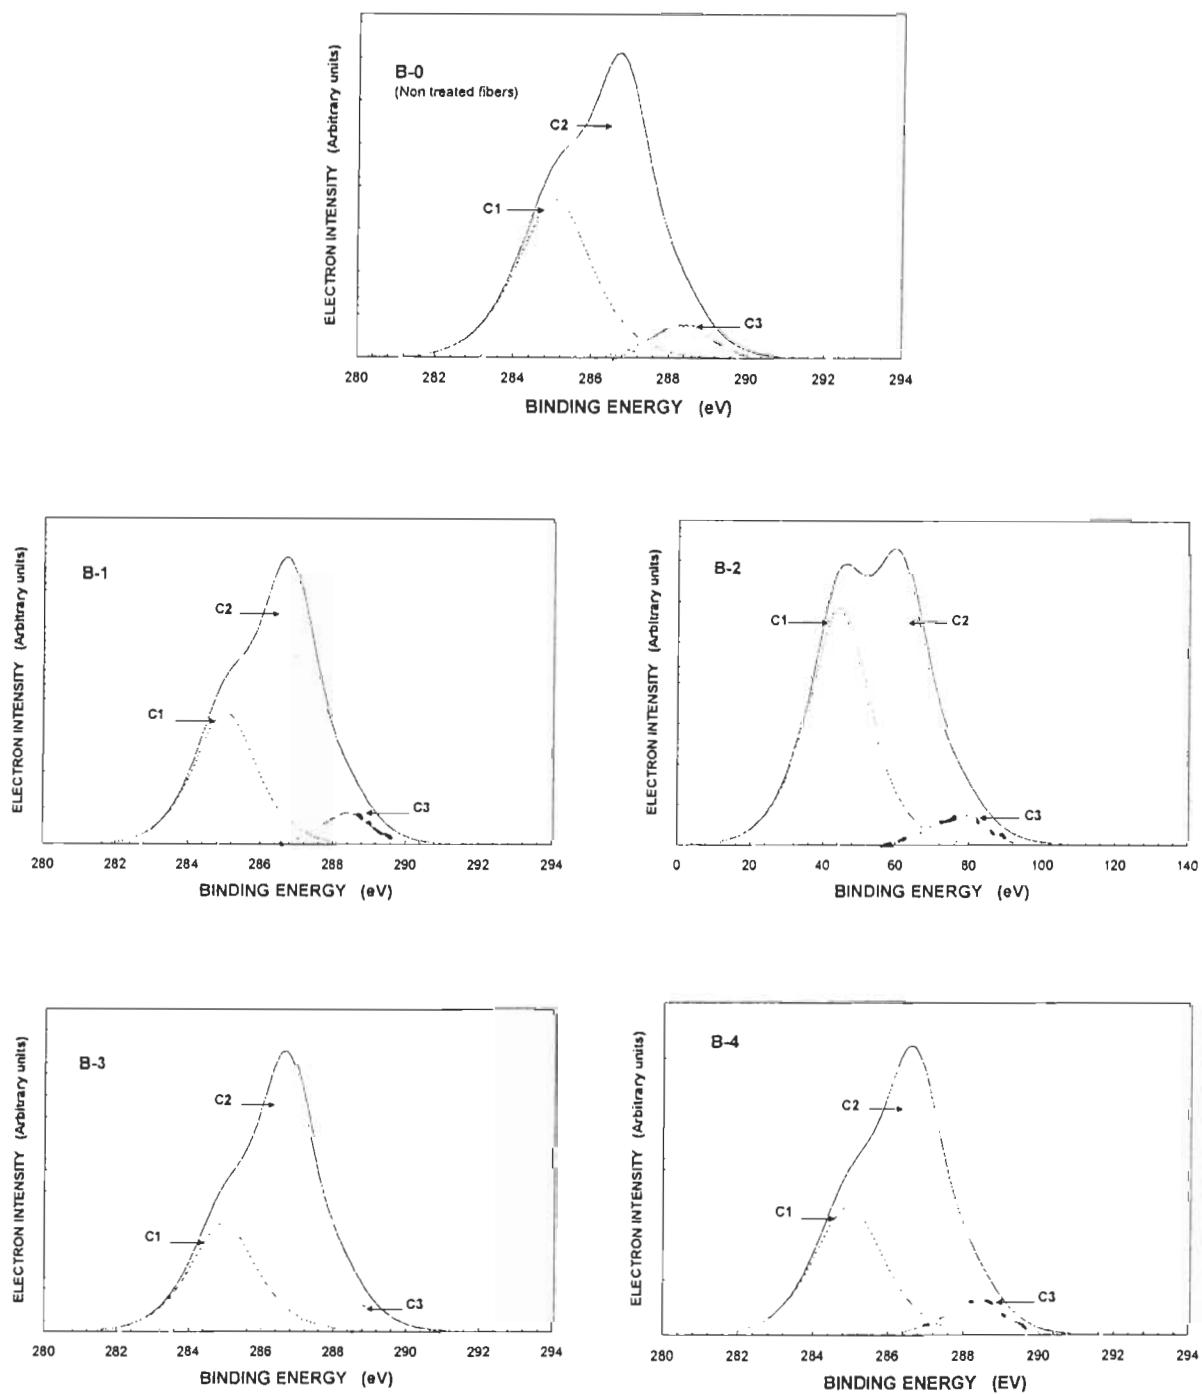 B-0
(Non treated fibers)
C2
C1
C3
ELECTRON INTENSITY (Arbitrary units)
280 282 284 286 288 290 292 294
BINDING ENERGY (eV)
B-1
C2
C1
C3
ELECTRON INTENSITY (Arbitrary units)
280 282 284 286 288 290 292 294
BINDING ENERGY (eV)
B-2
C1
C2
C3
ELECTRON INTENSITY (Arbitrary units)
0 20 40 60 80 100 120 140
BINDING ENERGY (eV)
B-3
C2
C1
C3
ELECTRON INTENSITY (Arbitrary units)
280 282 284 286 288 290 292 294
BINDING ENERGY (eV)
B-4
C2
C1
C3
ELECTRON INTENSITY (Arbitrary units)
280 282 284 286 288 290 292 294
BINDING ENERGY (EV)